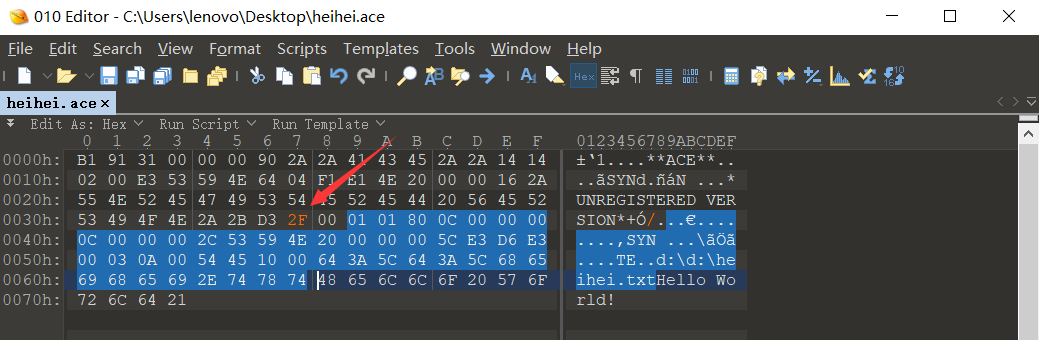 010 Editor - C:\Users\lenovo\Desktop\heihei.ace
File Edit Search View Format Scripts Templates Tools Window Help
Hex
heihei.ace ×
Edit As: Hex Run Script Run Template
0 1 2 3 4 5 6 7 8 9 A B C D E F 0123456789ABCDEF
0000h: B1 91 31 00 00 00 90 2A 2A 41 43 45 2A 2A 14 14 ±‘1....**ACE**..
0010h: 02 00 E3 53 59 4E 64 04 F1 E1 4E 20 00 00 16 2A ..ãSYNd.ñáN ...*
0020h: 55 4E 52 45 47 49 53 54 45 52 45 44 20 56 45 52 UNREGISTERED VER
0030h: 53 49 4F 4E 2A 2B D3 2F 00 01 01 80 0C 00 00 00 SION*+Ó/...€....
0040h: 0C 00 00 00 2C 53 59 4E 20 00 00 00 5C E3 D6 E3 ....,SYN ...\ãÖã
0050h: 00 03 0A 00 54 45 10 00 64 3A 5C 64 3A 5C 68 65 ....TE..d:\d:\he
0060h: 69 68 65 69 2E 74 78 74 48 65 6C 6C 6F 20 57 6F ihei.txtHello Wo
0070h: 72 6C 64 21 rld!